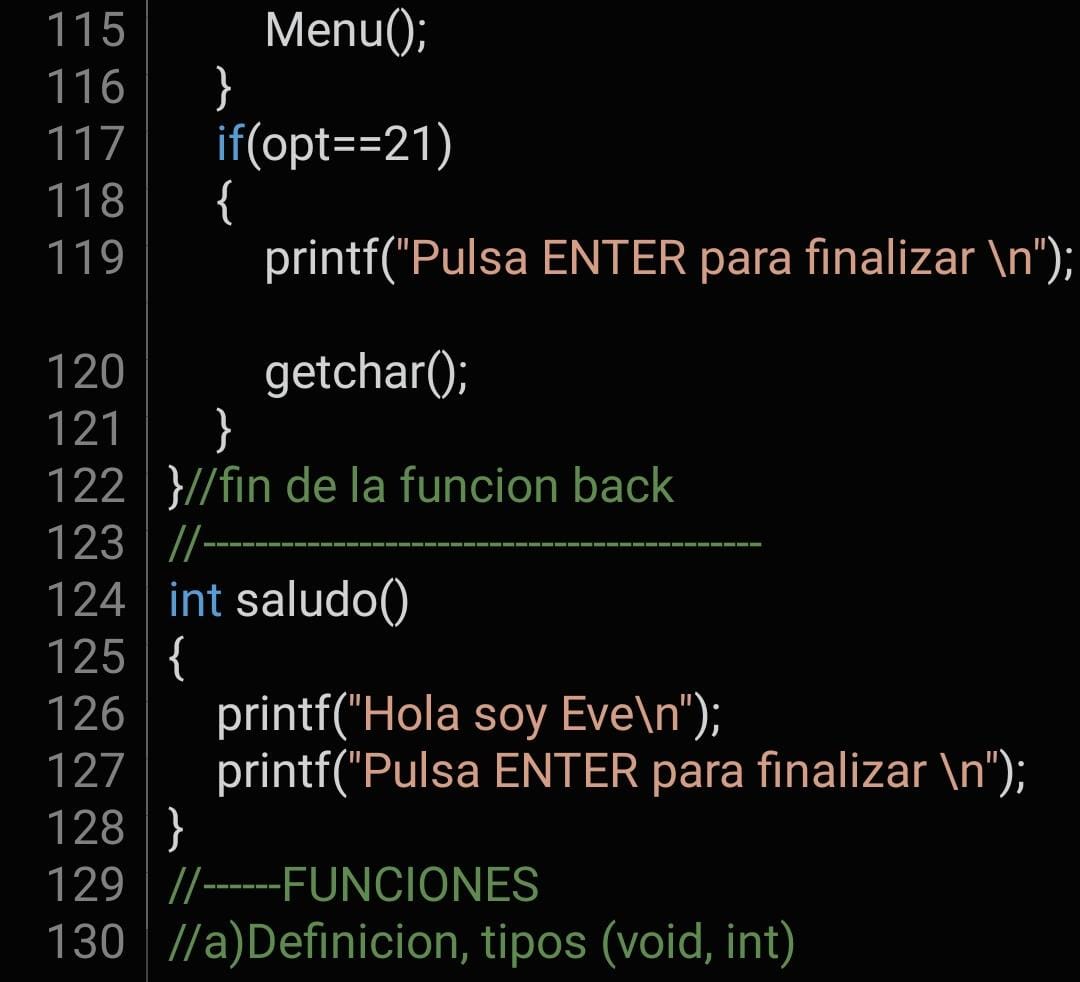 115 Menu();
116 }
117 if(opt==21)
118 {
119 printf("Pulsa ENTER para finalizar \n");
120 getchar();
121 }
122 }//fin de la funcion back
123 //-------------------------------------------
124 int saludo()
125 {
126 printf("Hola soy Eve\n");
127 printf("Pulsa ENTER para finalizar \n");
128 }
129 //------FUNCIONES
130 //a)Definicion, tipos (void, int)